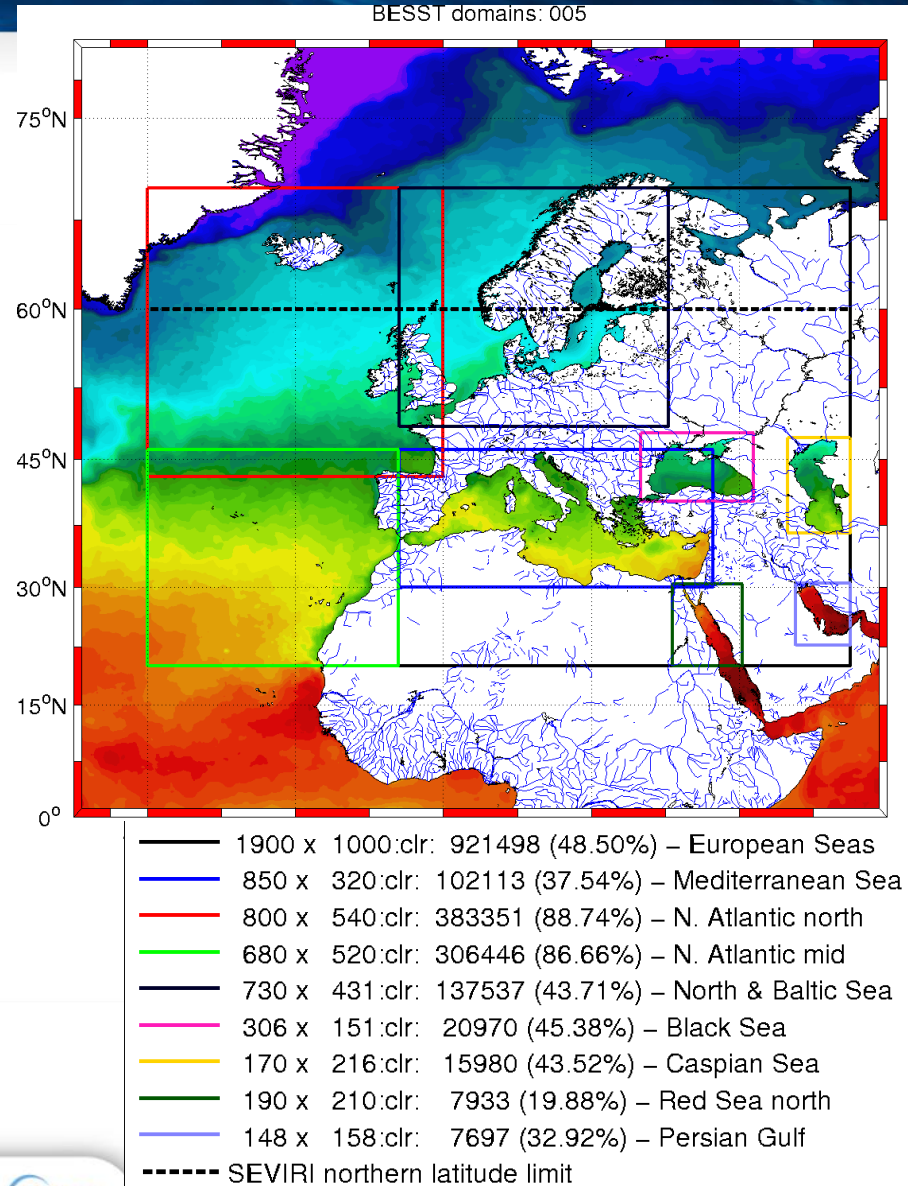 BESST domains: 005
75°N
60°N
45°N
30°N
15°N
0°
1900 x 1000:clr: 921498 (48.50%) – European Seas
850 x 320:clr: 102113 (37.54%) – Mediterranean Sea
800 x 540:clr: 383351 (88.74%) – N. Atlantic north
680 x 520:clr: 306446 (86.66%) – N. Atlantic mid
730 x 431:clr: 137537 (43.71%) – North & Baltic Sea
306 x 151:clr: 20970 (45.38%) – Black Sea
170 x 216:clr: 15980 (43.52%) – Caspian Sea
190 x 210:clr: 7933 (19.88%) – Red Sea north
148 x 158:clr: 7697 (32.92%) – Persian Gulf
SEVIRI northern latitude limit